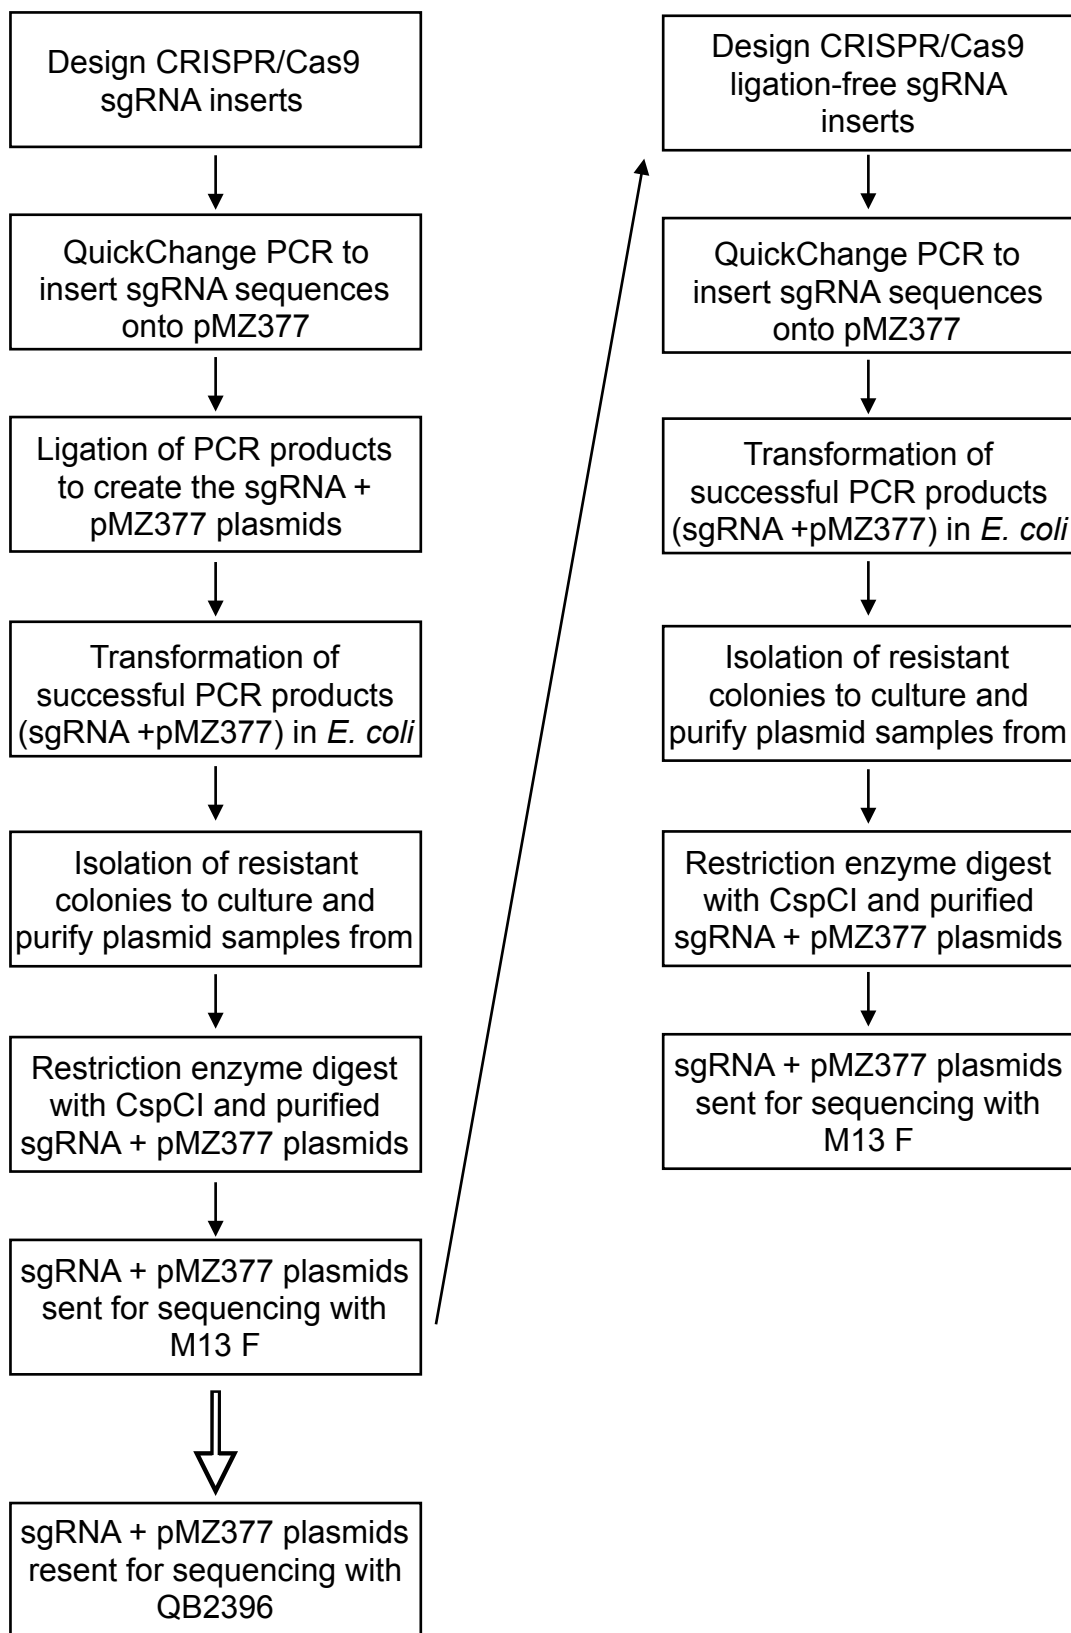 Design CRISPR/Cas9
sgRNA inserts
QuickChange PCR to
insert sgRNA sequences
onto pMZ377
Ligation of PCR products
to create the sgRNA +
pMZ377 plasmids
Transformation of
successful PCR products
(sgRNA +pMZ377) in E. coli
Isolation of resistant
colonies to culture and
purify plasmid samples from
Restriction enzyme digest
with CspCI and purified
sgRNA + pMZ377 plasmids
sgRNA + pMZ377 plasmids
sent for sequencing with
M13 F
sgRNA + pMZ377 plasmids
resent for sequencing with
QB2396
Design CRISPR/Cas9
ligation-free sgRNA
inserts
QuickChange PCR to
insert sgRNA sequences
onto pMZ377
Transformation of
successful PCR products
(sgRNA +pMZ377) in E. coli
Isolation of resistant
colonies to culture and
purify plasmid samples from
Restriction enzyme digest
with CspCI and purified
sgRNA + pMZ377 plasmids
sgRNA + pMZ377 plasmids
sent for sequencing with
M13 F